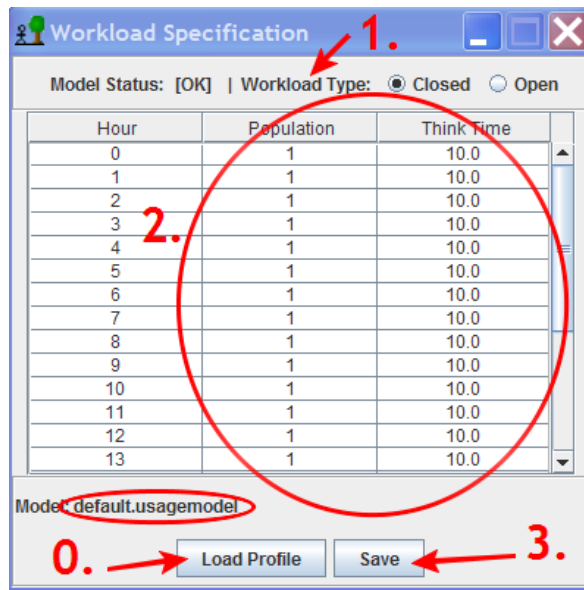 Workload Specification
1.
Model Status: [OK] | Workload Type: Closed Open
Hour Population Think Time
0 1 10.0
1 1 10.0
2 1 10.0
3 1 10.0
2.
4 1 10.0
5 1 10.0
6 1 10.0
7 1 10.0
8 1 10.0
9 1 10.0
10 1 10.0
11 1 10.0
12 1 10.0
13 1 10.0
Model: default.usagemodel
0. Load Profile Save 3.